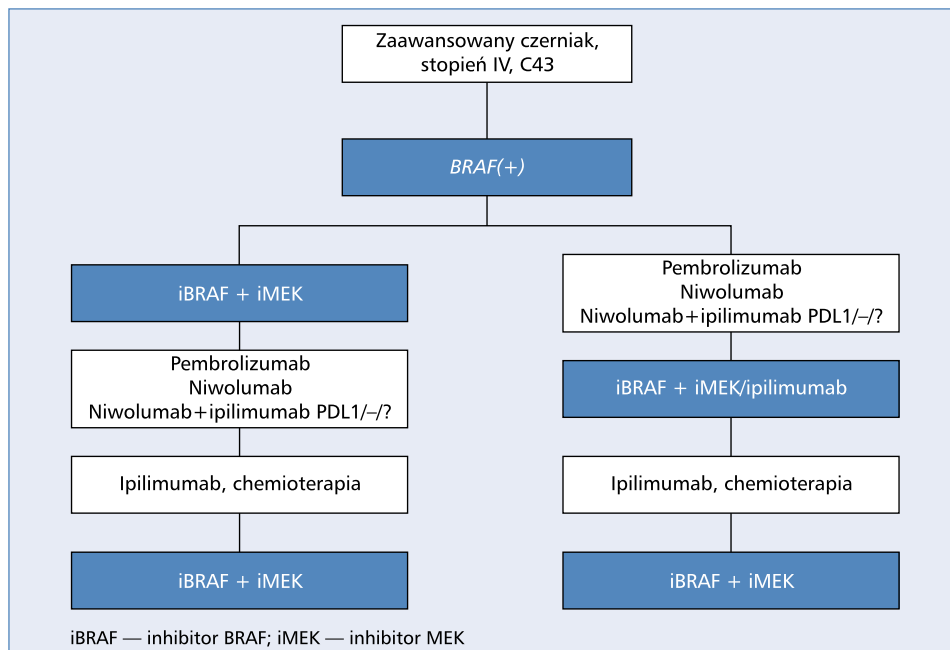 Zaawansowany czerniak,
stopień IV, C43
BRAF(+)
iBRAF + iMEK
Pembrolizumab
Niwolumab
Niwolumab+ipilimumab PDL1/–/?
Ipilimumab, chemioterapia
iBRAF + iMEK
Pembrolizumab
Niwolumab
Niwolumab+ipilimumab PDL1/–/?
iBRAF + iMEK/ipilimumab
Ipilimumab, chemioterapia
iBRAF + iMEK
iBRAF — inhibitor BRAF; iMEK — inhibitor MEK